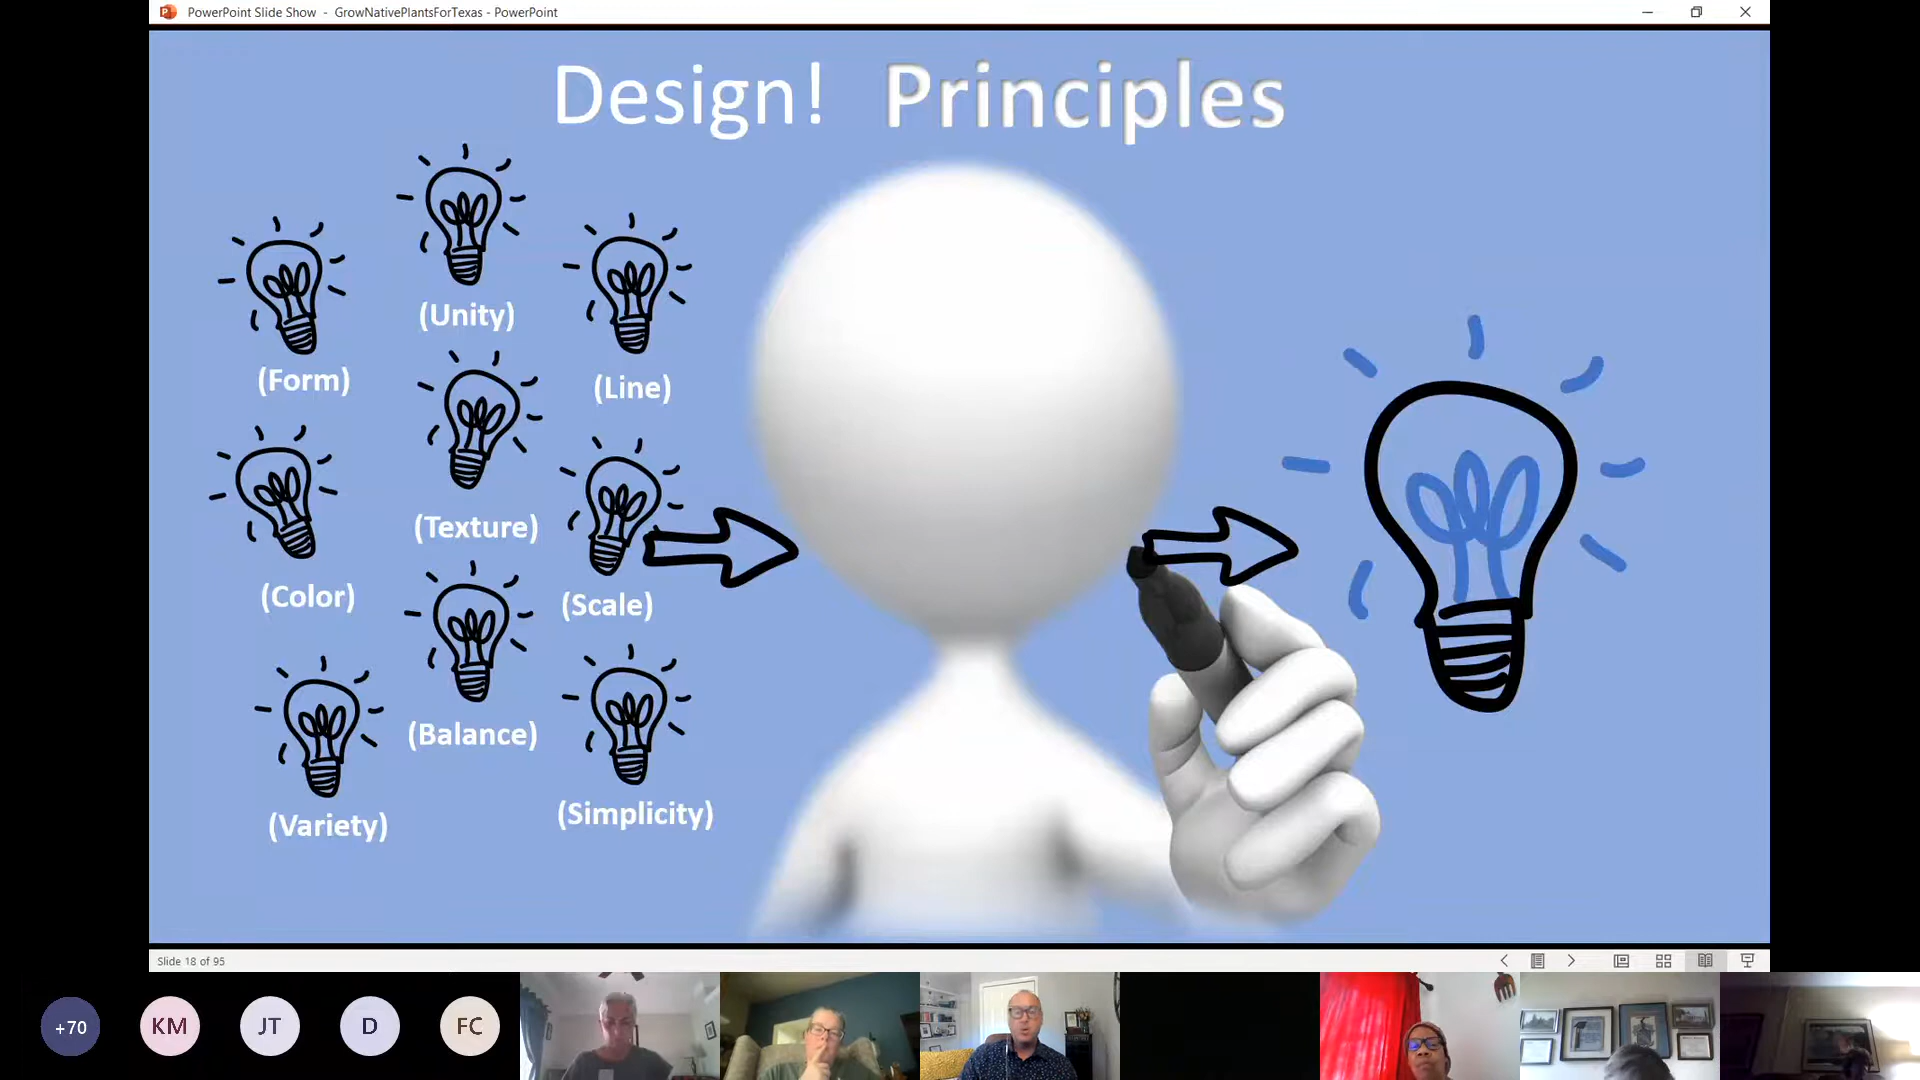 PowerPoint Slide Show - GrowNativePlantsForTexas - PowerPoint
Design! Principles
(Unity)
(Form)
(Line)
(Texture)
(Color)
(Scale)
(Balance)
(Variety)
(Simplicity)
Slide 18 of 95
+70
KM
JT
D
FC